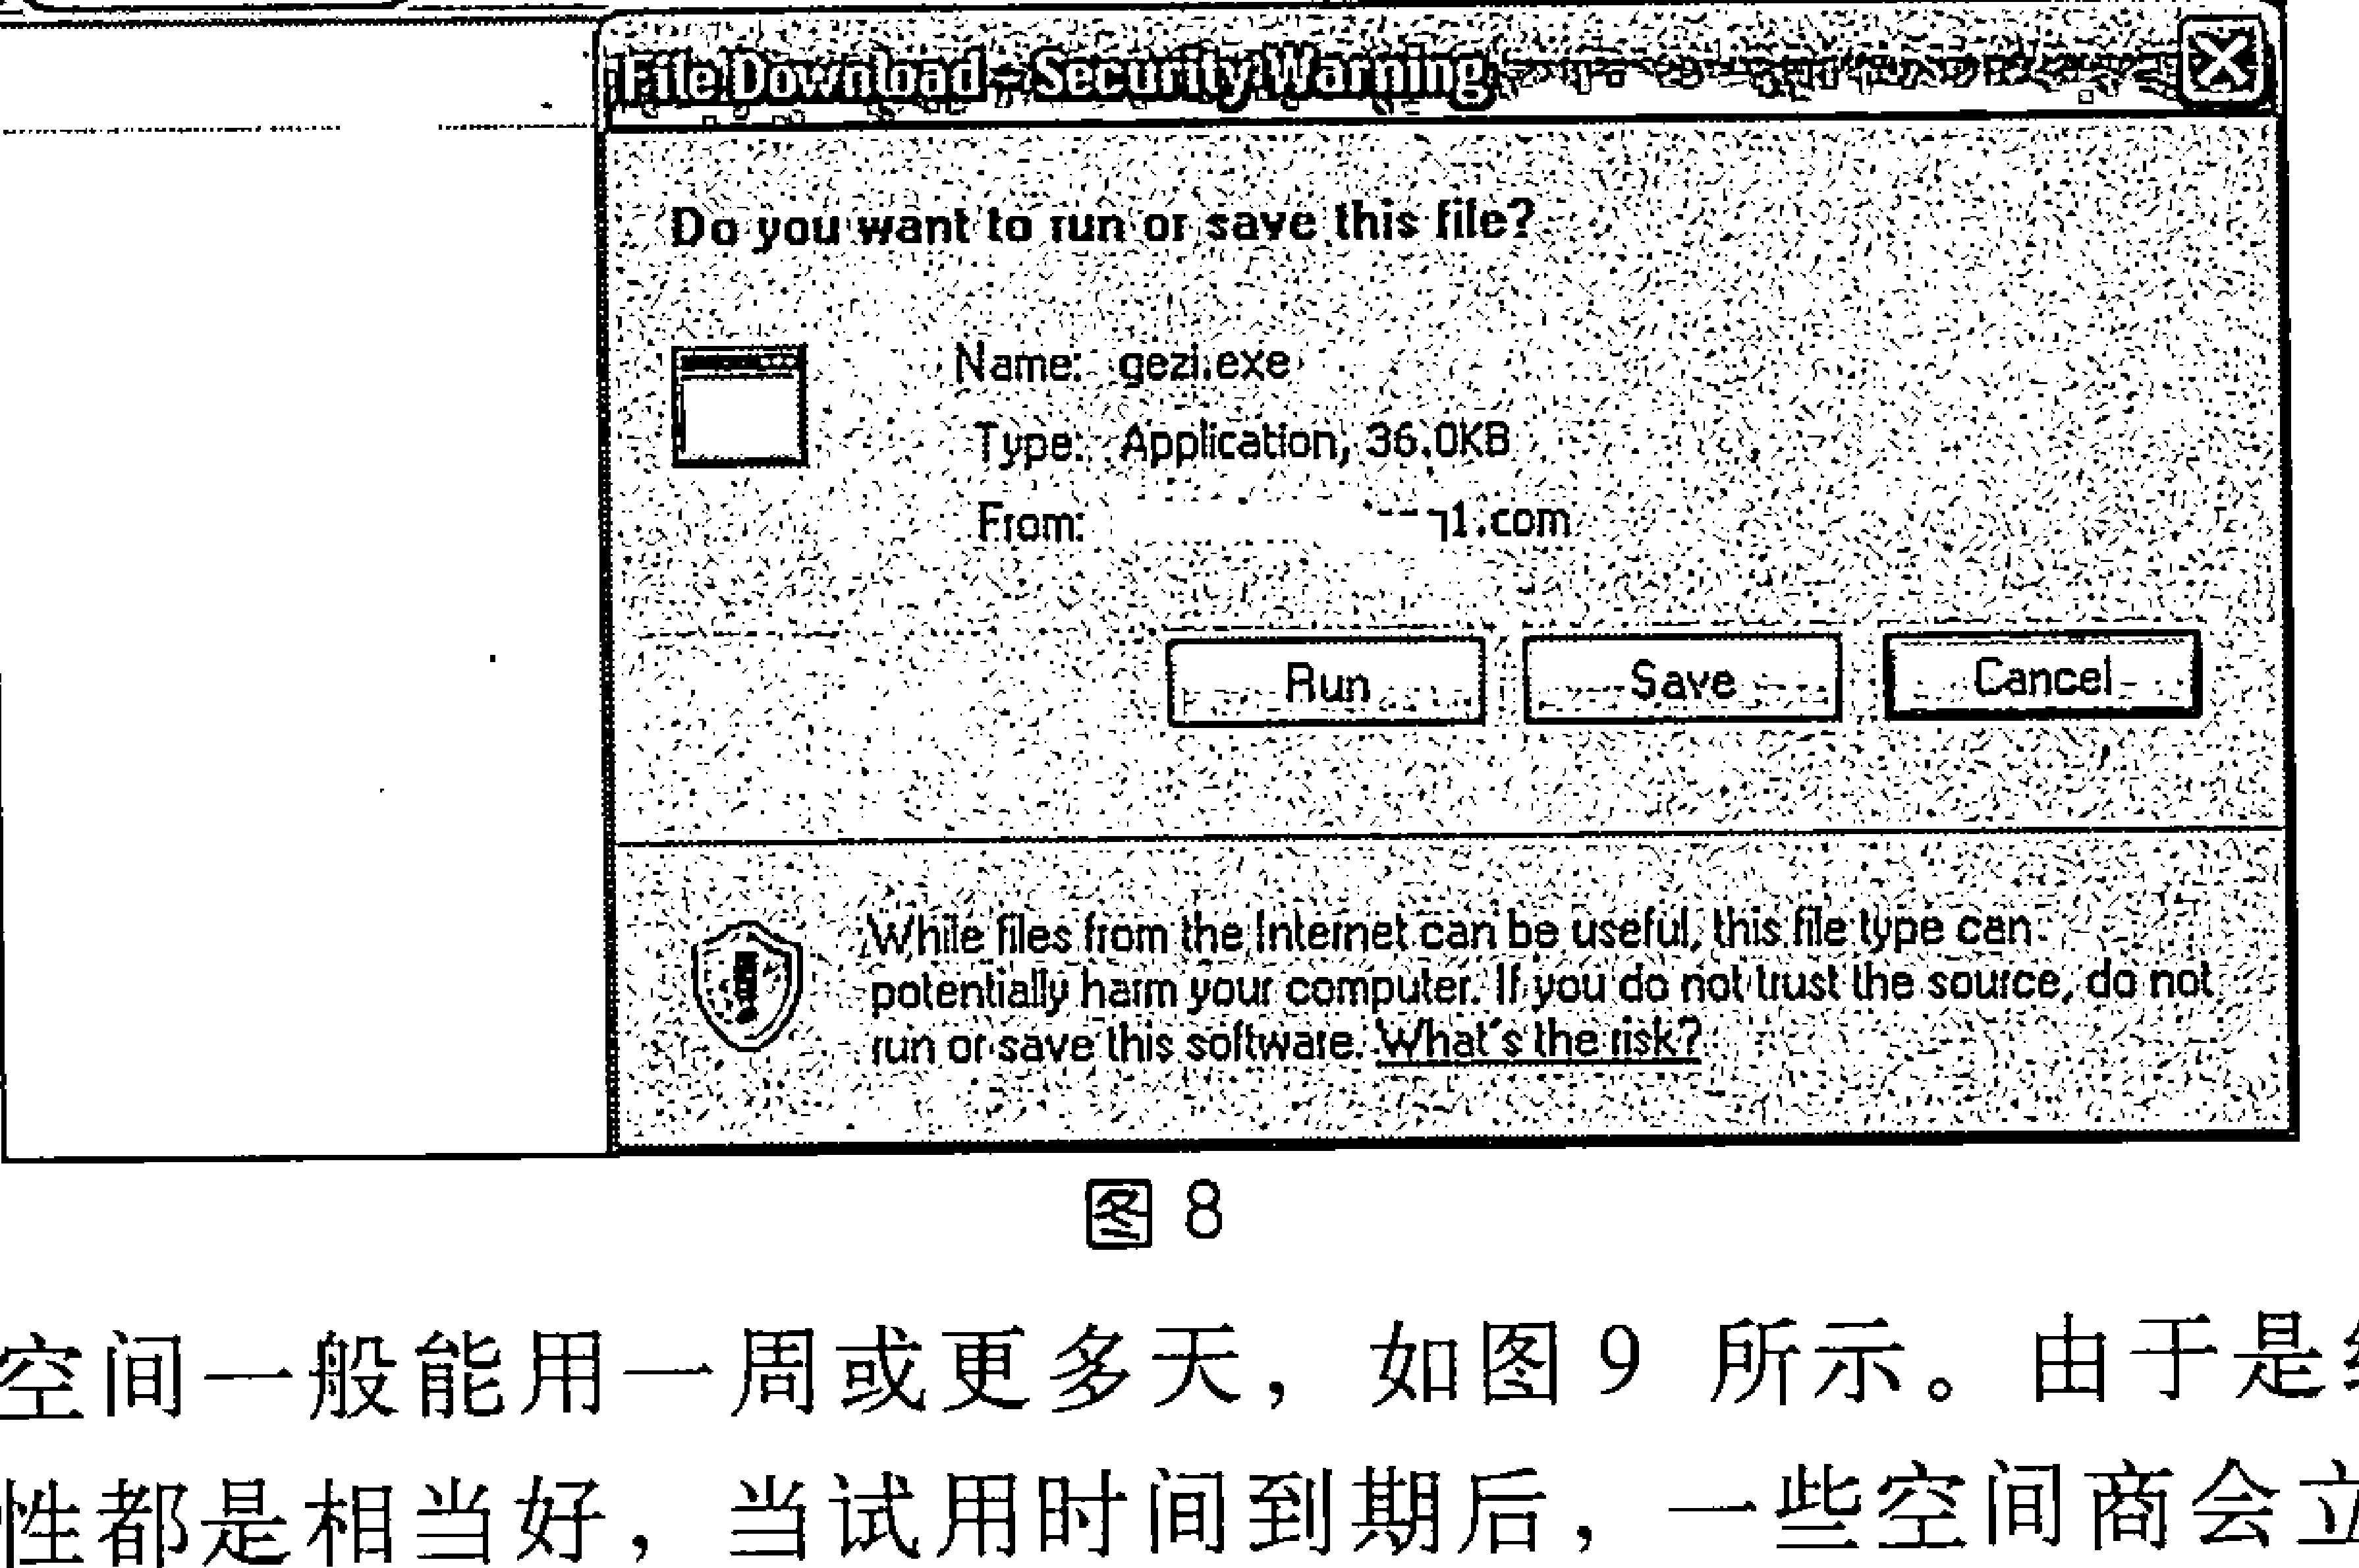 File Download - Security Warning
Do you want to run or save this file?
Name: gezi.exe
Type: Application, 36.0KB
From: 1.com
Run Save Cancel
While files from the Internet can be useful, this file type can
potentially harm your computer. If you do not trust the source, do not
run or save this software. What's the risk?
图 8
空间一般能用一周或更多天，如图9 所示。由于是
性都是相当好，当试用时间到期后，一些空间商会立